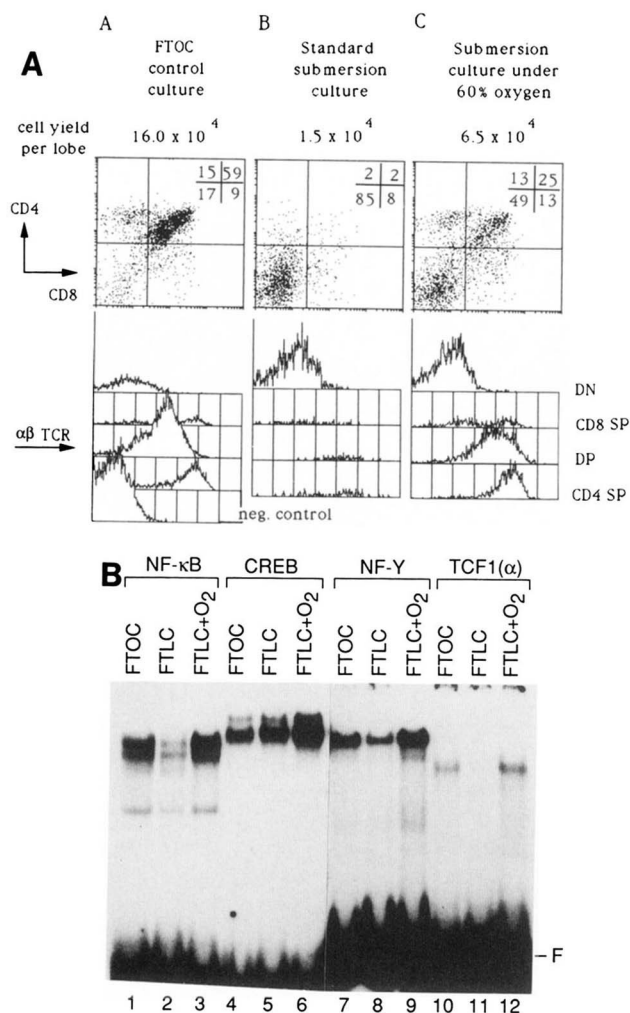 A B C
A
FTOC control culture
Standard submersion culture
Submersion culture under 60% oxygen
cell yield per lobe
16.0 x 10^4
1.5 x 10^4
6.5 x 10^4
CD4
CD8
15 59
17 9
2 2
85 8
13 25
49 13
αβ TCR
DN
CD8 SP
DP
CD4 SP
neg. control
B
NF-κB CREB NF-Y TCF1(α)
FTOC FTLC FTLC+O2 FTOC FTLC FTLC+O2 FTOC FTLC FTLC+O2 FTOC FTLC FTLC+O2
– F
1 2 3 4 5 6 7 8 9 10 11 12